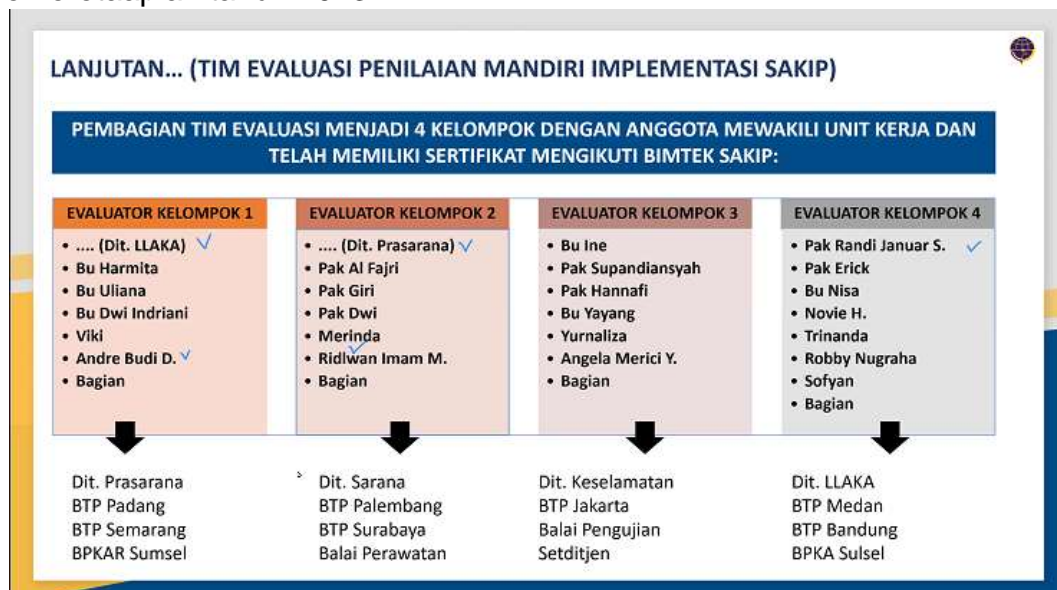 LANJUTAN... (TIM EVALUASI PENILAIAN MANDIRI IMPLEMENTASI SAKIP)
PEMBAGIAN TIM EVALUASI MENJADI 4 KELOMPOK DENGAN ANGGOTA MEWAKILI UNIT KERJA DAN
TELAH MEMILIKI SERTIFIKAT MENGIKUTI BIMTEK SAKIP:
EVALUATOR KELOMPOK 1
• .... (Dit. LLAKA) ✓
• Bu Harmita
• Bu Uliana
• Bu Dwi Indriani
• Viki
• Andre Budi D. ✓
• Bagian
Dit. Prasarana
BTP Padang
BTP Semarang
BPKAR Sumsel
EVALUATOR KELOMPOK 2
• .... (Dit. Prasarana) ✓
• Pak Al Fajri
• Pak Giri
• Pak Dwi
• Merinda
• Ridlwan Imam M. ✓
• Bagian
Dit. Sarana
BTP Palembang
BTP Surabaya
Balai Perawatan
EVALUATOR KELOMPOK 3
• Bu Ine
• Pak Supandiansyah
• Pak Hannafi
• Bu Yayang
• Yurnaliza
• Angela Merici Y.
• Bagian
Dit. Keselamatan
BTP Jakarta
Balai Pengujian
Setditjen
EVALUATOR KELOMPOK 4
• Pak Randi Januar S. ✓
• Pak Erick
• Bu Nisa
• Novie H.
• Trinanda
• Robby Nugraha
• Sofyan
• Bagian
Dit. LLAKA
BTP Medan
BTP Bandung
BPKA Sulsel